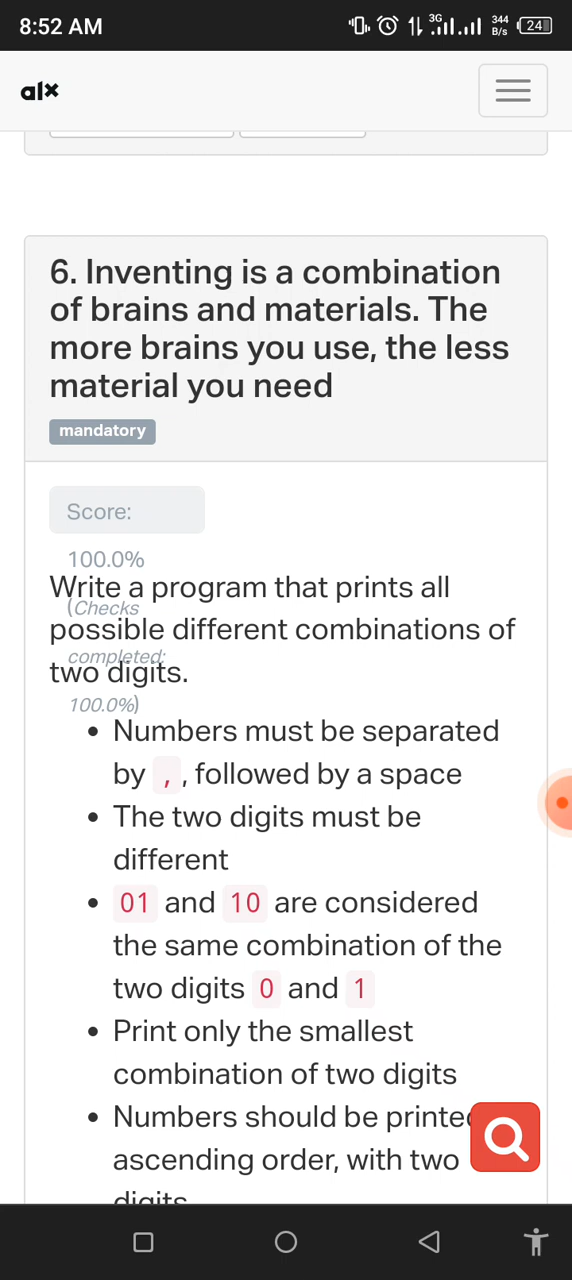 8:52 AM
3G
344
B/s
24
alx
6. Inventing is a combination
of brains and materials. The
more brains you use, the less
material you need
mandatory
Score:
100.0%
Write a program that prints all
(Checks
possible different combinations of
completed:
two digits.
100.0%)
Numbers must be separated
by , , followed by a space
The two digits must be
different
01 and 10 are considered
the same combination of the
two digits 0 and 1
Print only the smallest
combination of two digits
Numbers should be printed
ascending order, with two
digits